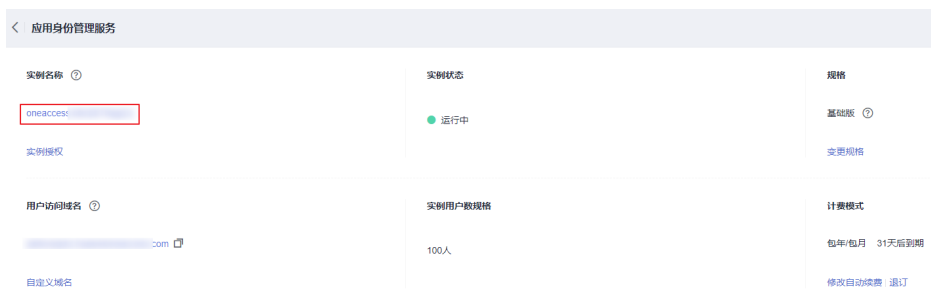 应用身份管理服务
实例名称
实例状态
规格
oneaccess
运行中
基础版
实例授权
变更规格
用户访问域名
实例用户数规格
计费模式
com
100人
包年/包月 31天后到期
自定义域名
修改自动续费 | 退订